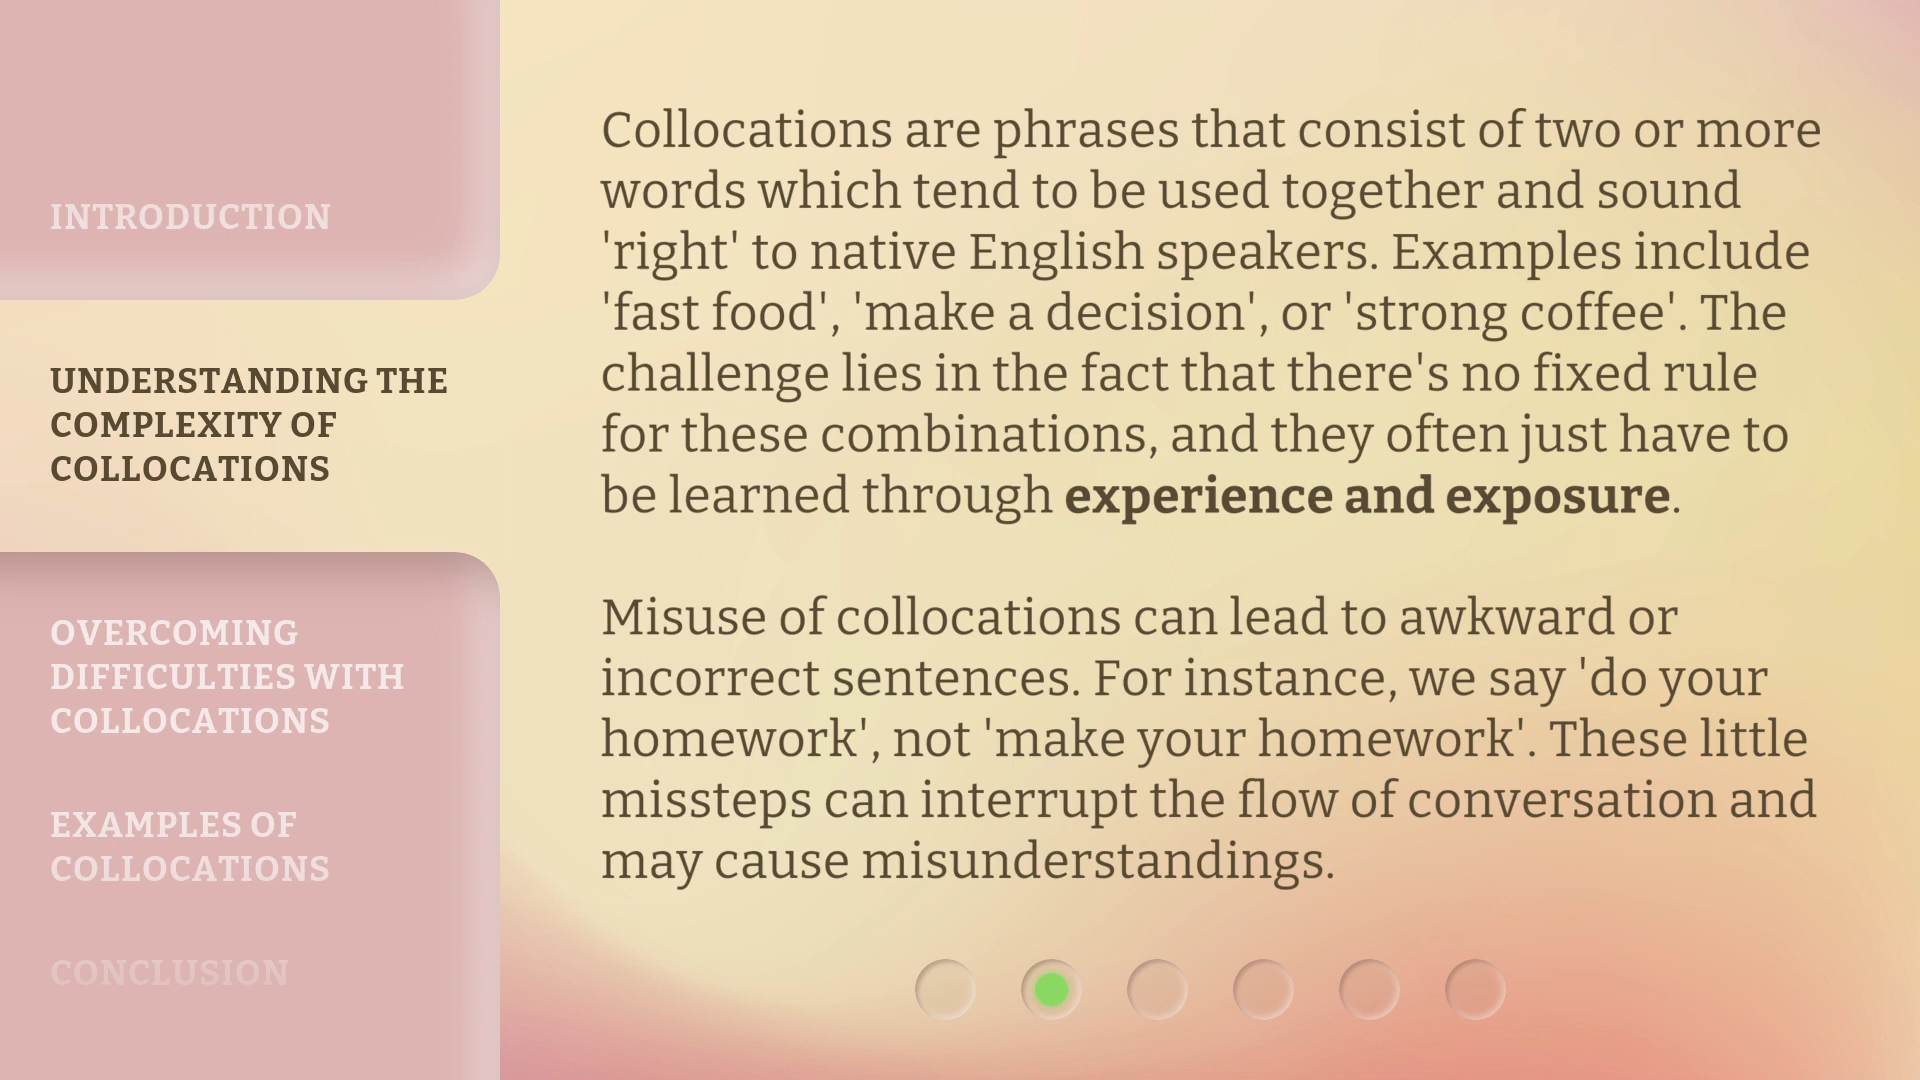 INTRODUCTION
UNDERSTANDING THE
COMPLEXITY OF
COLLOCATIONS
OVERCOMING
DIFFICULTIES WITH
COLLOCATIONS
EXAMPLES OF
COLLOCATIONS
CONCLUSION
Collocations are phrases that consist of two or more
words which tend to be used together and sound
'right' to native English speakers. Examples include
'fast food', 'make a decision', or 'strong coffee'. The
challenge lies in the fact that there's no fixed rule
for these combinations, and they often just have to
be learned through experience and exposure.
Misuse of collocations can lead to awkward or
incorrect sentences. For instance, we say 'do your
homework', not 'make your homework'. These little
missteps can interrupt the flow of conversation and
may cause misunderstandings.